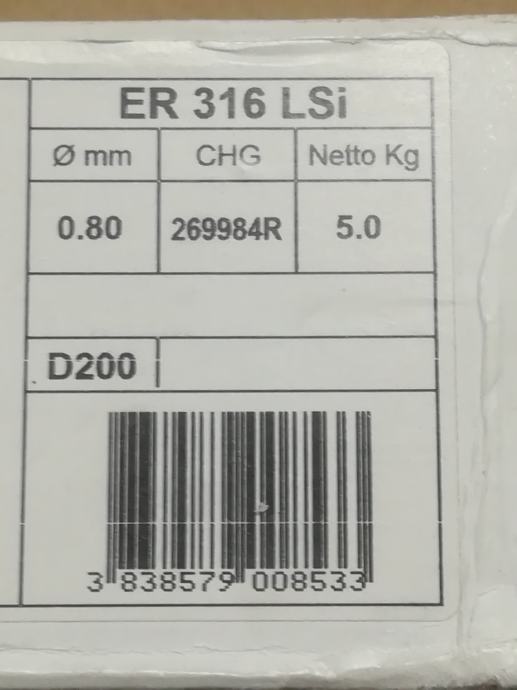 ER 316 LSi
Ø mm CHG Netto Kg
0.80 269984R 5.0
D200
3 838579 008533